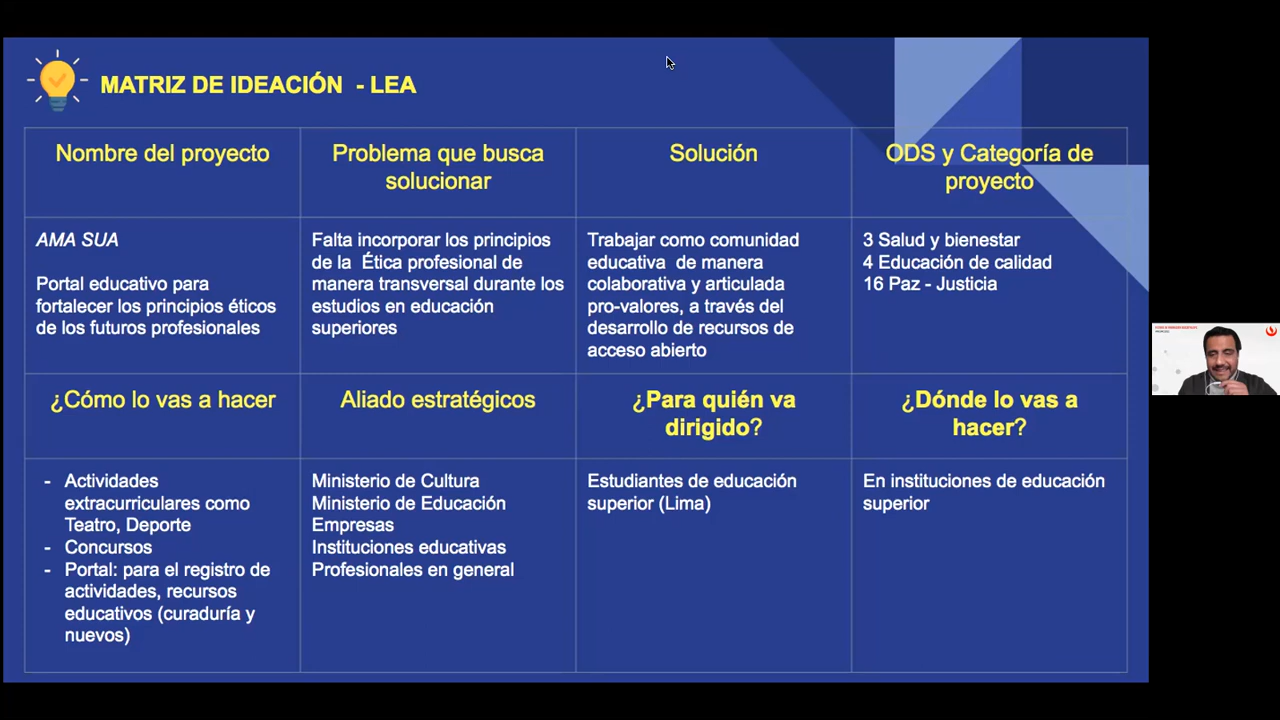 MATRIZ DE IDEACIÓN - LEA
Nombre del proyecto
Problema que busca
solucionar
Solución
ODS y Categoría de
proyecto
AMA SUA
Portal educativo para
fortalecer los principios éticos
de los futuros profesionales
Falta incorporar los principios
de la Ética profesional de
manera transversal durante los
estudios en educación
superiores
Trabajar como comunidad
educativa de manera
colaborativa y articulada
pro-valores, a través del
desarrollo de recursos de
acceso abierto
3 Salud y bienestar
4 Educación de calidad
16 Paz - Justicia
¿Cómo lo vas a hacer
Aliado estratégicos
¿Para quién va
dirigido?
¿Dónde lo vas a
hacer?
- Actividades
extracurriculares como
Teatro, Deporte
- Concursos
- Portal: para el registro de
actividades, recursos
educativos (curaduría y
nuevos)
Ministerio de Cultura
Ministerio de Educación
Empresas
Instituciones educativas
Profesionales en general
Estudiantes de educación
superior (Lima)
En instituciones de educación
superior